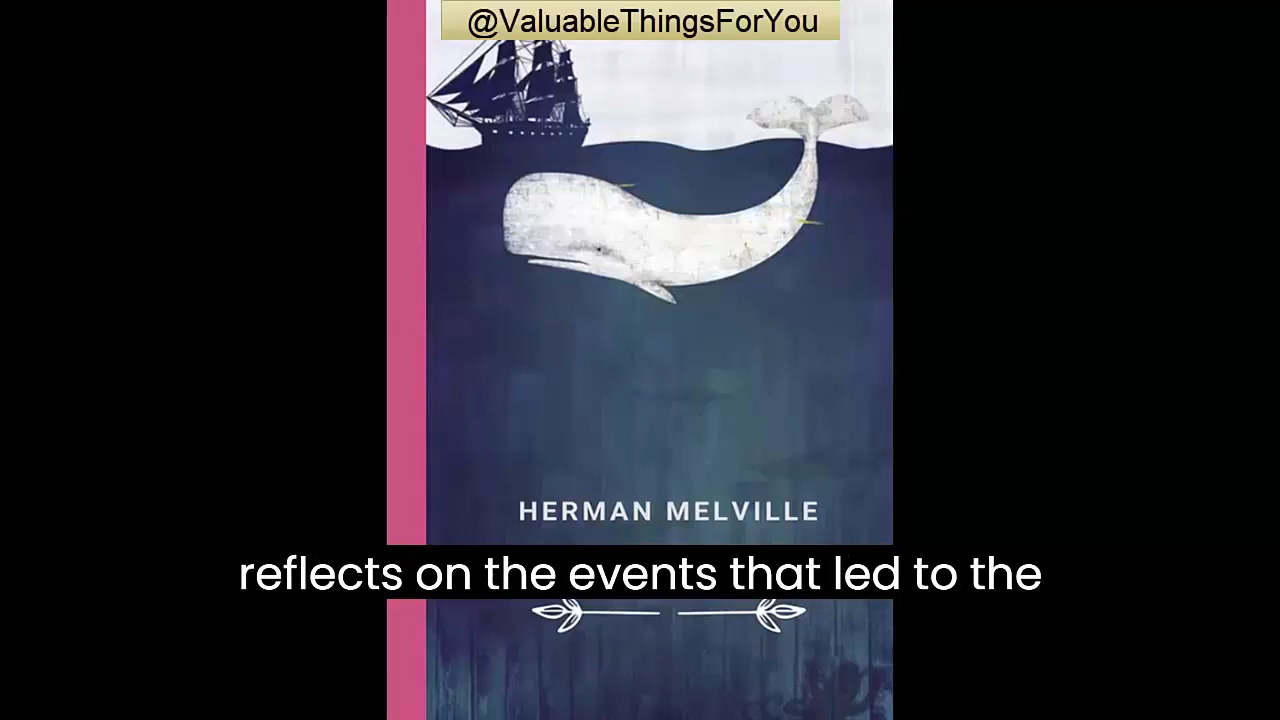 @ValuableThingsForYou
HERMAN MELVILLE
reflects on the events that led to the